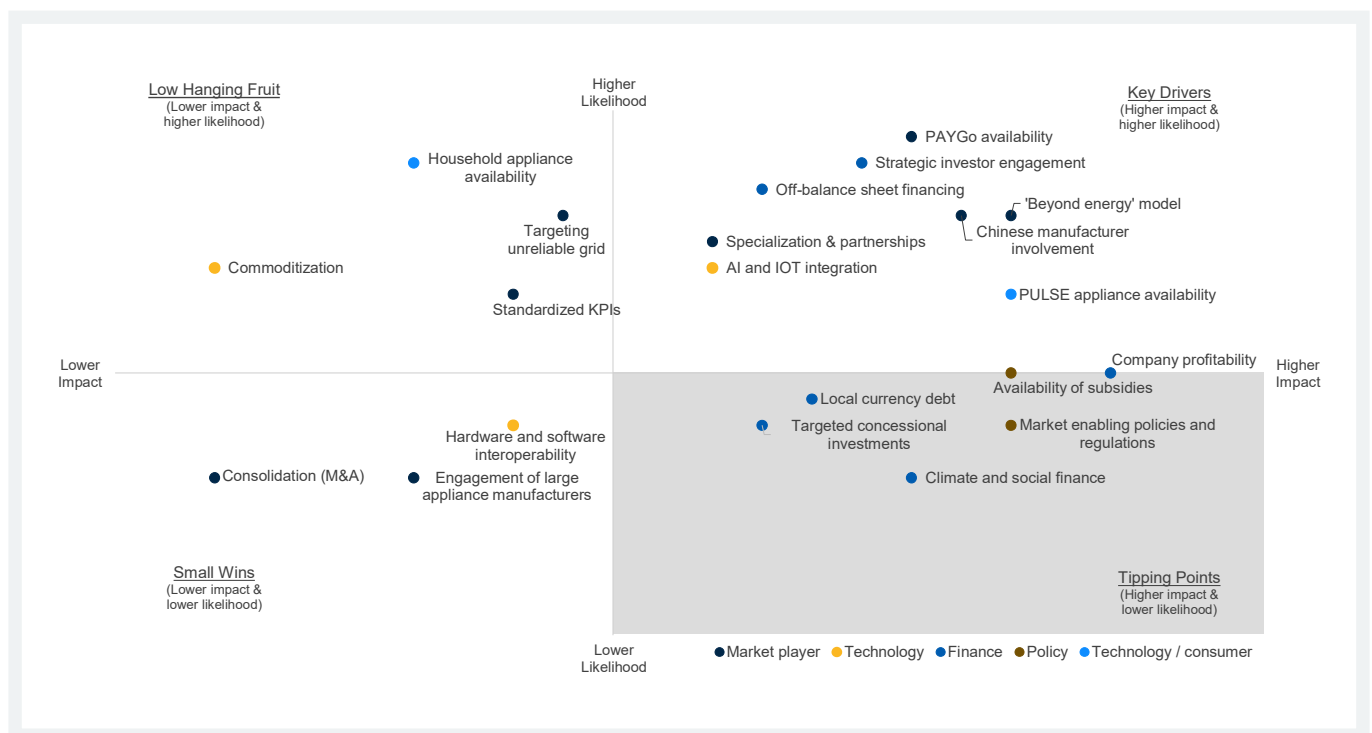 Low Hanging Fruit
(Lower impact &
higher likelihood)
Higher
Likelihood
Key Drivers
(Higher impact &
higher likelihood)
PAYGo availability
Household appliance
availability
Strategic investor engagement
Off-balance sheet financing
'Beyond energy' model
Targeting
unreliable grid
Chinese manufacturer
involvement
Specialization & partnerships
Commoditization
AI and IOT integration
PULSE appliance availability
Standardized KPIs
Lower
Impact
Company profitability
Higher
Impact
Availability of subsidies
Local currency debt
Targeted concessional
investments
Market enabling policies and
regulations
Hardware and software
interoperability
Consolidation (M&A)
Engagement of large
appliance manufacturers
Climate and social finance
Small Wins
(Lower impact &
lower likelihood)
Tipping Points
(Higher impact &
lower likelihood)
Lower
Likelihood
Market player
Technology
Finance
Policy
Technology / consumer